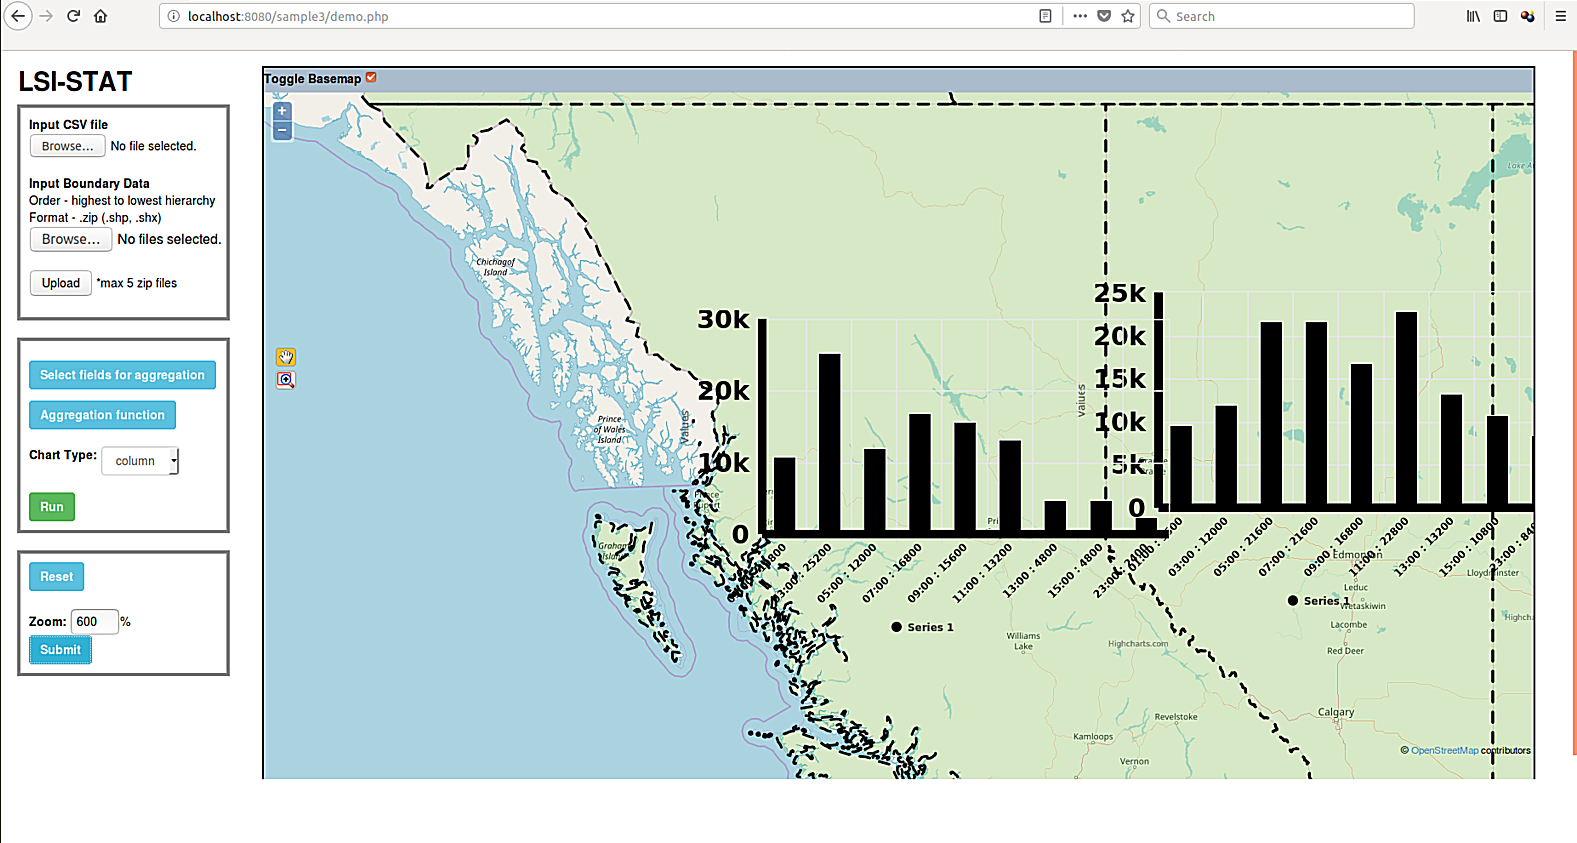 localhost:8080/sample3/demo.php
Search
LSI-STAT
Input CSV file
Browse... No file selected.
Input Boundary Data
Order - highest to lowest hierarchy
Format - .zip (.shp, .shx)
Browse... No files selected.
Upload *max 5 zip files
Select fields for aggregation
Aggregation function
Chart Type: column
Run
Reset
Zoom: 600 %
Submit
Toggle Basemap
+
−
Chichagof
Island
Prince
of Wales
Island
Graham
Prince
30k
20k
10k
0
Values
03:00 : 25200
05:00 : 12000
07:00 : 16800
09:00 : 15600
11:00 : 13200
13:00 : 4800
15:00 : 4800
Series 1
25k
20k
15k
10k
5k
0
Values
03:00 : 12000
05:00 : 21600
07:00 : 21600
09:00 : 16800
11:00 : 22800
13:00 : 13200
15:00 : 10800
Series 1
Williams
Lake
Highcharts.com
Leduc
Wetaskiwin
Lacombe
Red Deer
Calgary
Revelstoke
Kamloops
Vernon
© OpenStreetMap contributors